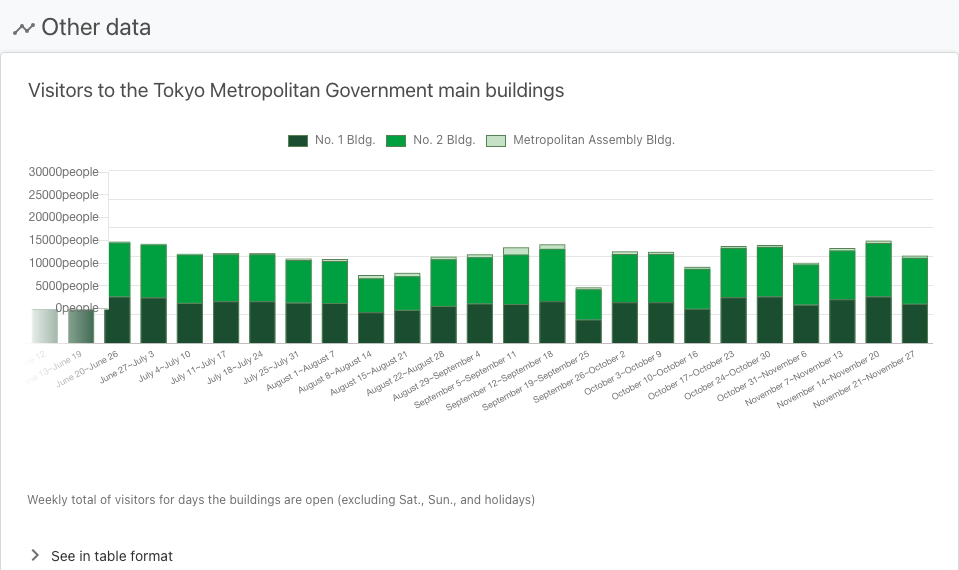 Other data
Visitors to the Tokyo Metropolitan Government main buildings
No. 1 Bldg. No. 2 Bldg. Metropolitan Assembly Bldg.
30000people
25000people
20000people
15000people
10000people
5000people
0people
12
June 13~June 19
June 20~June 26
June 27~July 3
July 4~July 10
July 11~July 17
July 18~July 24
July 25~July 31
August 1~August 7
August 8~August 14
August 15~August 21
August 22~August 28
August 29~September 4
September 5~September 11
September 12~September 18
September 19~September 25
September 26~October 2
October 3~October 9
October 10~October 16
October 17~October 23
October 24~October 30
October 31~November 6
November 7~November 13
November 14~November 20
November 21~November 27
Weekly total of visitors for days the buildings are open (excluding Sat., Sun., and holidays)
See in table format